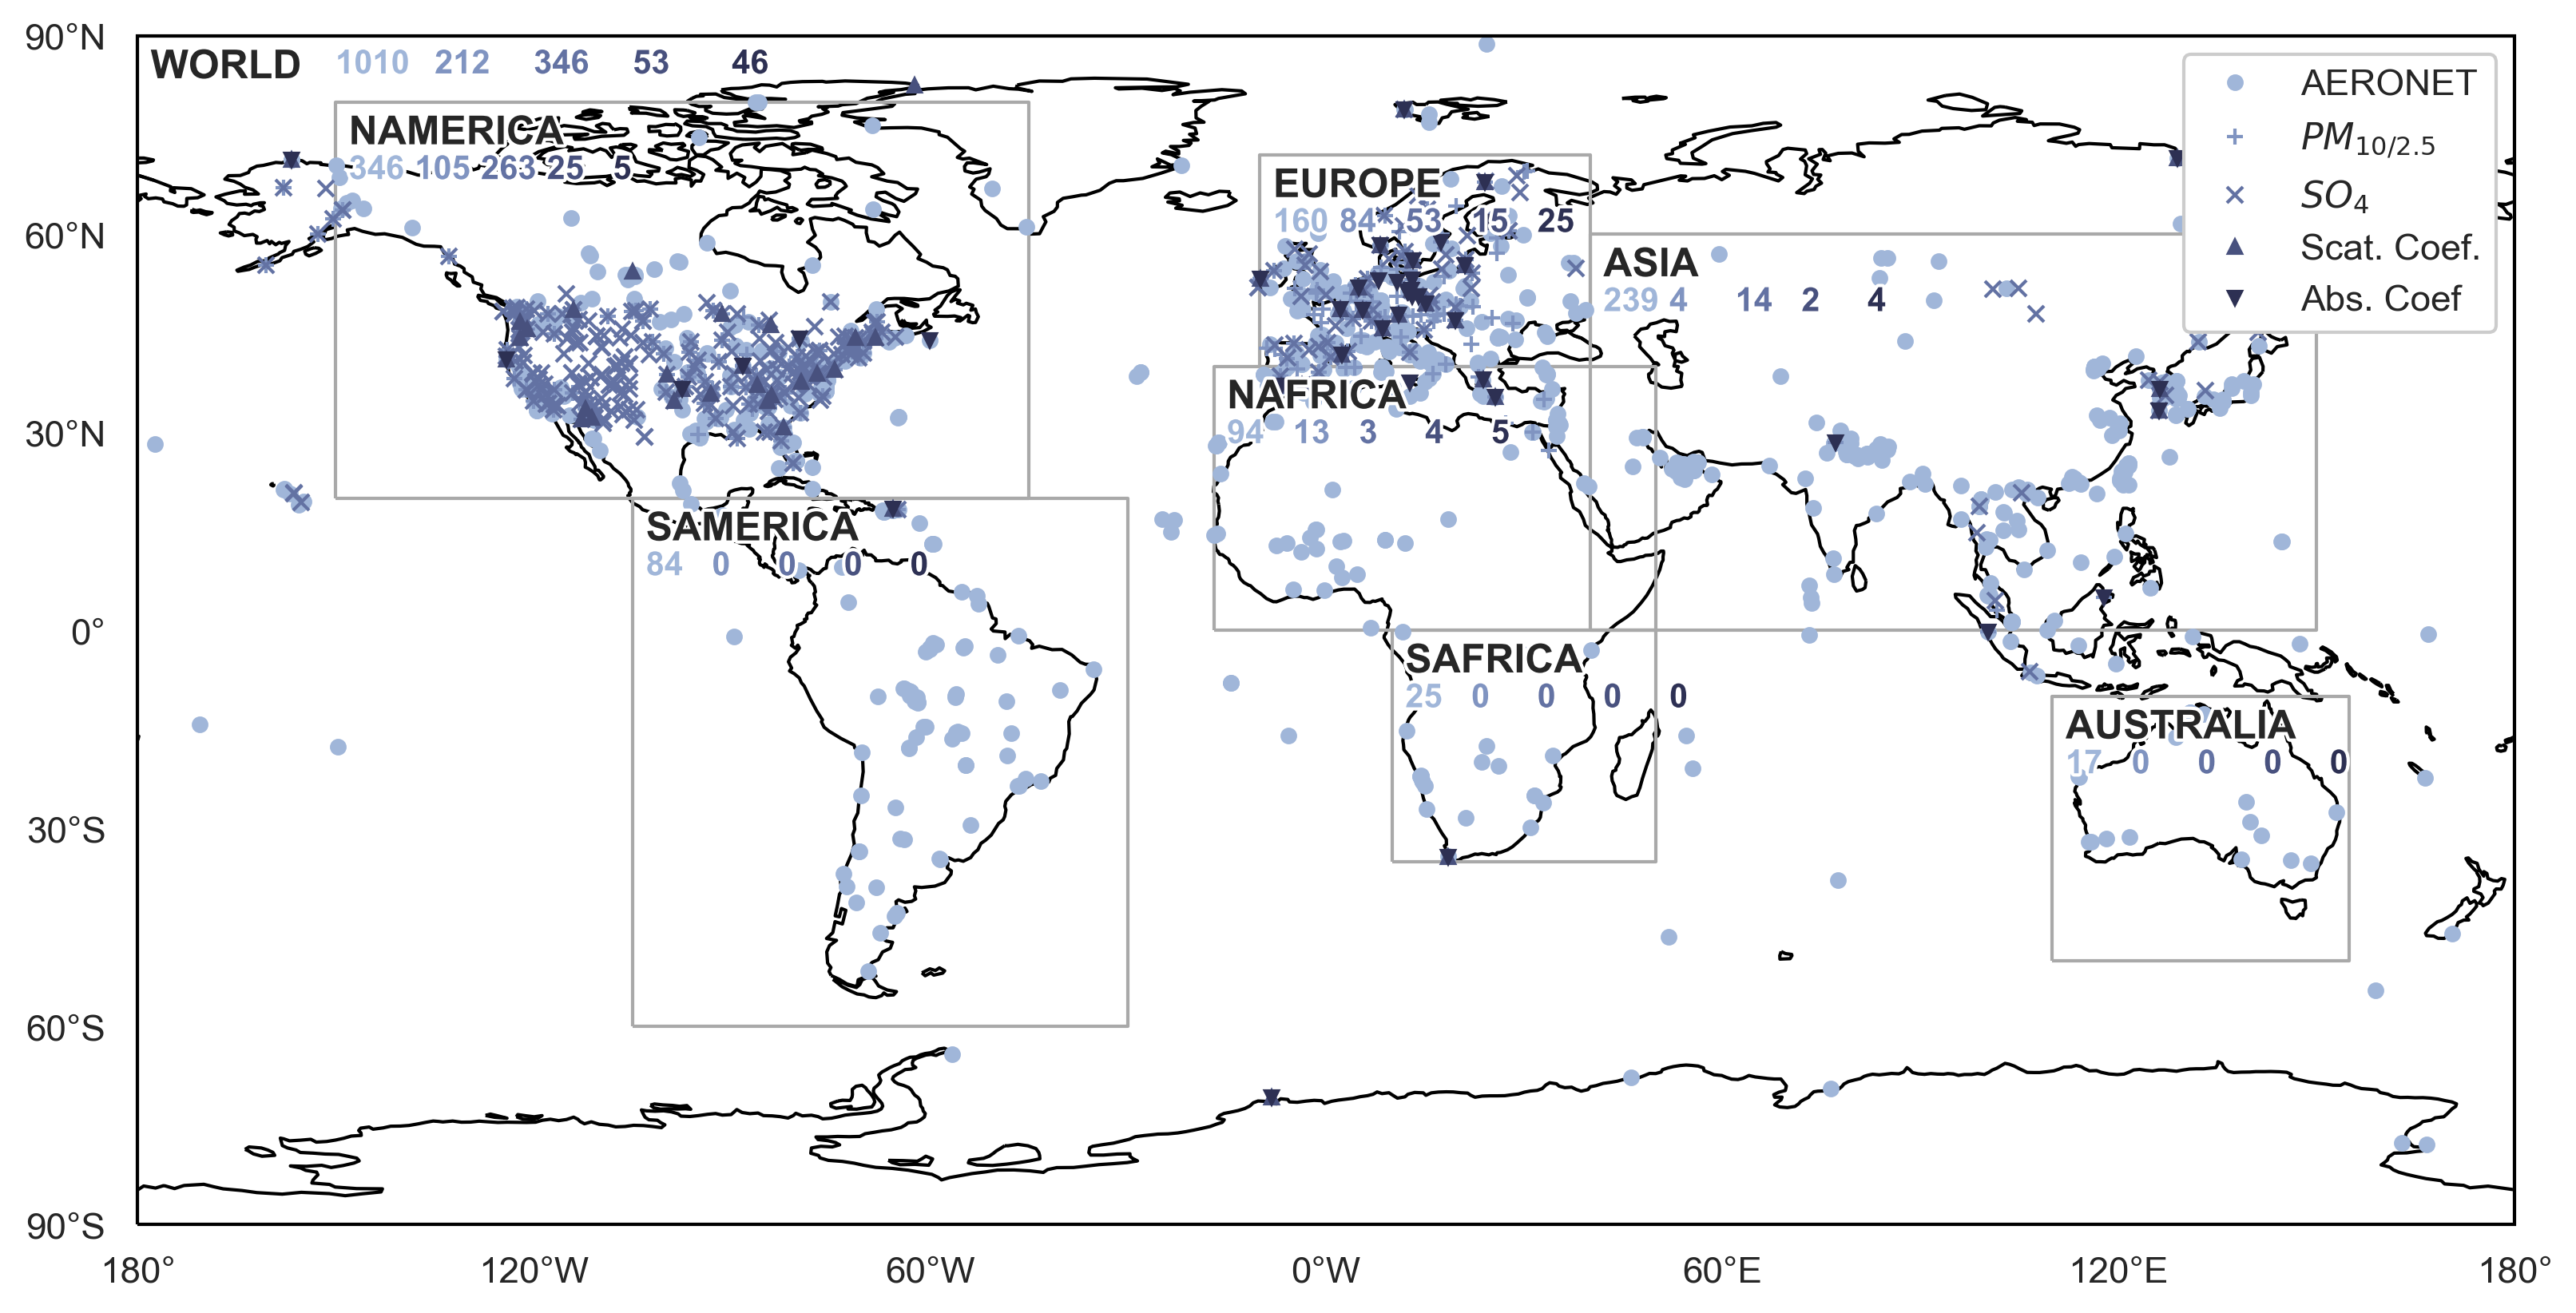 90°N
60°N
30°N
0°
30°S
60°S
90°S
180°
120°W
60°W
0°W
60°E
120°E
180°
WORLD 1010 212 346 53 46
NAMERICA
346 105 263 25 5
EUROPE
160 84 53 15 25
ASIA
239 4 14 2 4
NAFRICA
94 13 3 4 5
SAMERICA
84 0 0 0 0
SAFRICA
25 0 0 0 0
AUSTRALIA
17 0 0 0 0
AERONET
PM10/2.5
SO4
Scat. Coef.
Abs. Coef